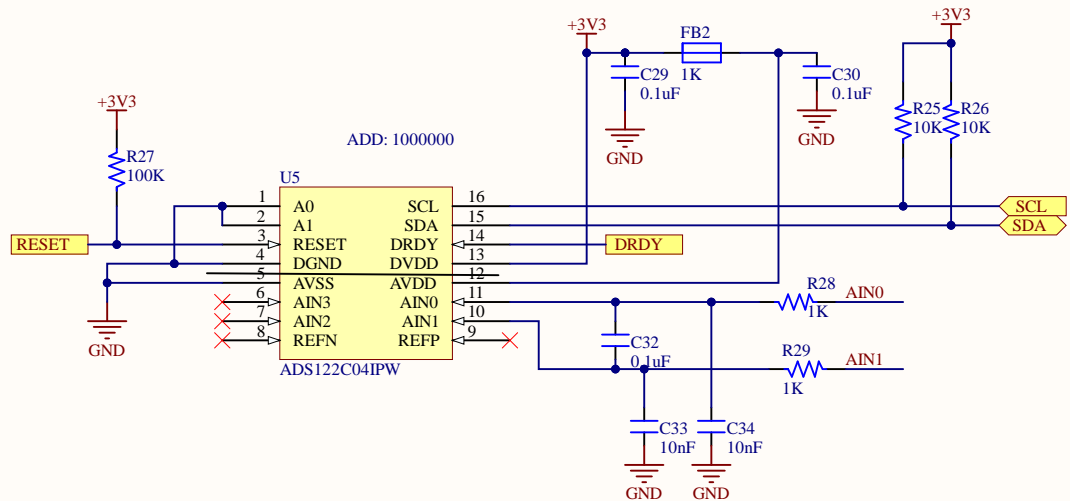 +3V3
+3V3
FB2
1K
C29
0.1uF
C30
0.1uF
R25
10K
R26
10K
+3V3
R27
100K
ADD: 1000000
U5
1 A0 SCL 16
2 A1 SDA 15
3 RESET DRDY 14
4 DGND DVDD 13
5 AVSS AVDD 12
6 AIN3 AIN0 11
7 AIN2 AIN1 10
8 REFN REFP 9
ADS122C04IPW
RESET
GND
GND
GND
SCL
SDA
DRDY
R28
1K
AIN0
C32
0.1uF
R29
1K
AIN1
C33
10nF
C34
10nF
GND
GND